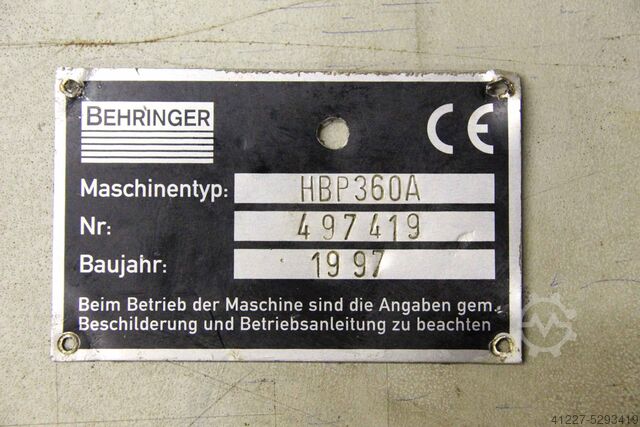 BEHRINGER
CE
Maschinentyp: HBP360A
Nr: 497419
Baujahr: 1997
Beim Betrieb der Maschine sind die Angaben gem.
Beschilderung und Betriebsanleitung zu beachten
41227-5293419